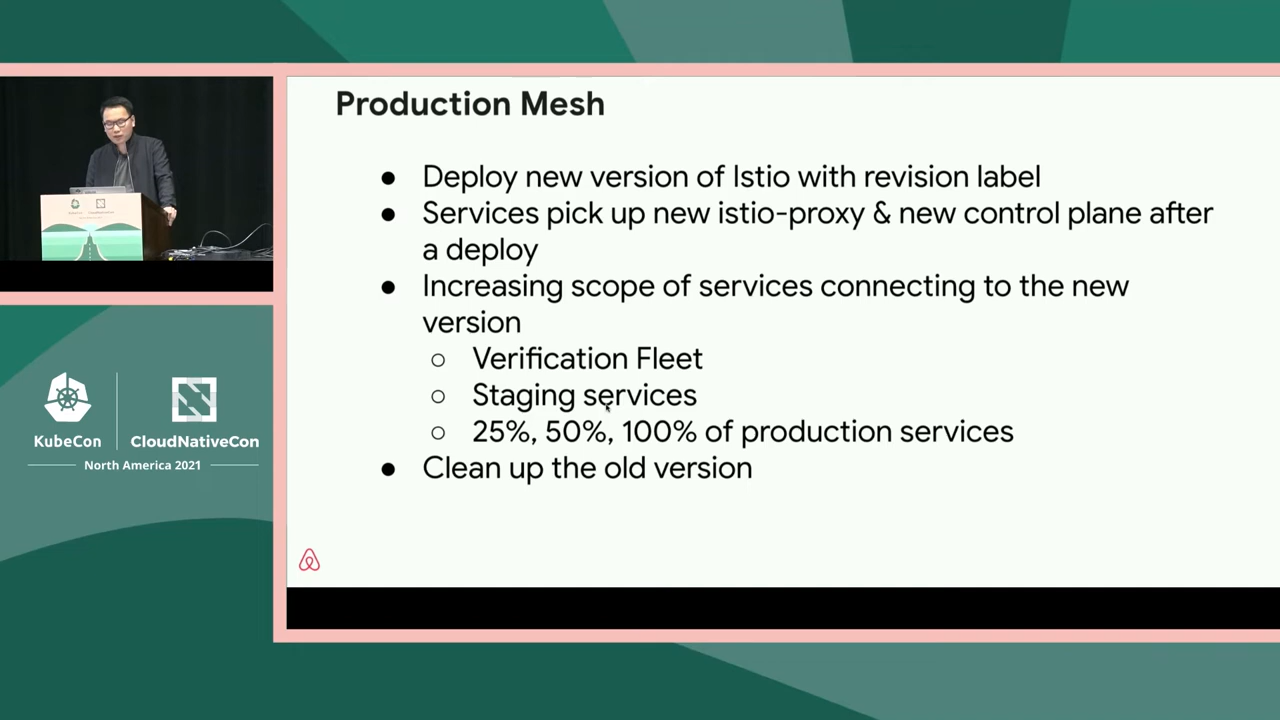 Production Mesh
● Deploy new version of Istio with revision label
● Services pick up new istio-proxy & new control plane after
a deploy
● Increasing scope of services connecting to the new
version
○ Verification Fleet
○ Staging services
○ 25%, 50%, 100% of production services
● Clean up the old version
KubeCon
CloudNativeCon
North America 2021